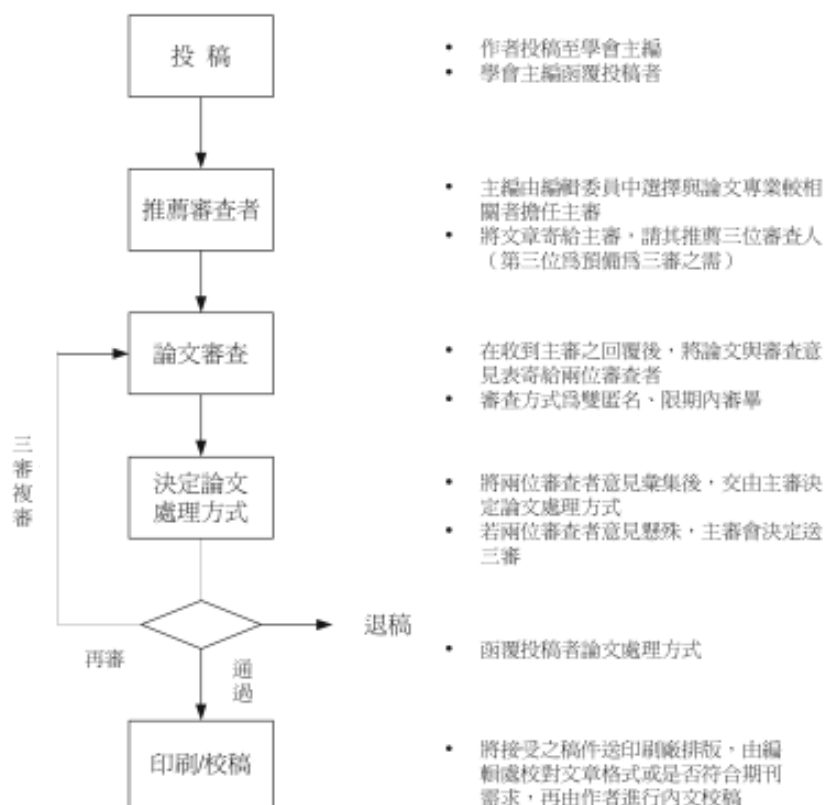 投 稿
• 作者投稿至學會主編
• 學會主編函覆投稿者
推薦審查者
• 主編由編輯委員中選擇與論文專業較相
關者擔任主審
• 將文章寄給主審，請其推薦三位審查人
（第三位爲預備爲三審之需）
論文審查
• 在收到主審之回覆後，將論文與審查意
見表寄給兩位審查者
• 審查方式爲雙匿名、限期內審畢
三審複審
決定論文
處理方式
• 將兩位審查者意見彙集後，交由主審決
定論文處理方式
• 若兩位審查者意見懸殊，主審會決定送
三審
退稿
• 函覆投稿者論文處理方式
再審
通過
印刷/校稿
• 將接受之稿件送印刷廠排版，由編
輯處校對文章格式或是否符合期刊
需求，再由作者進行內文校稿